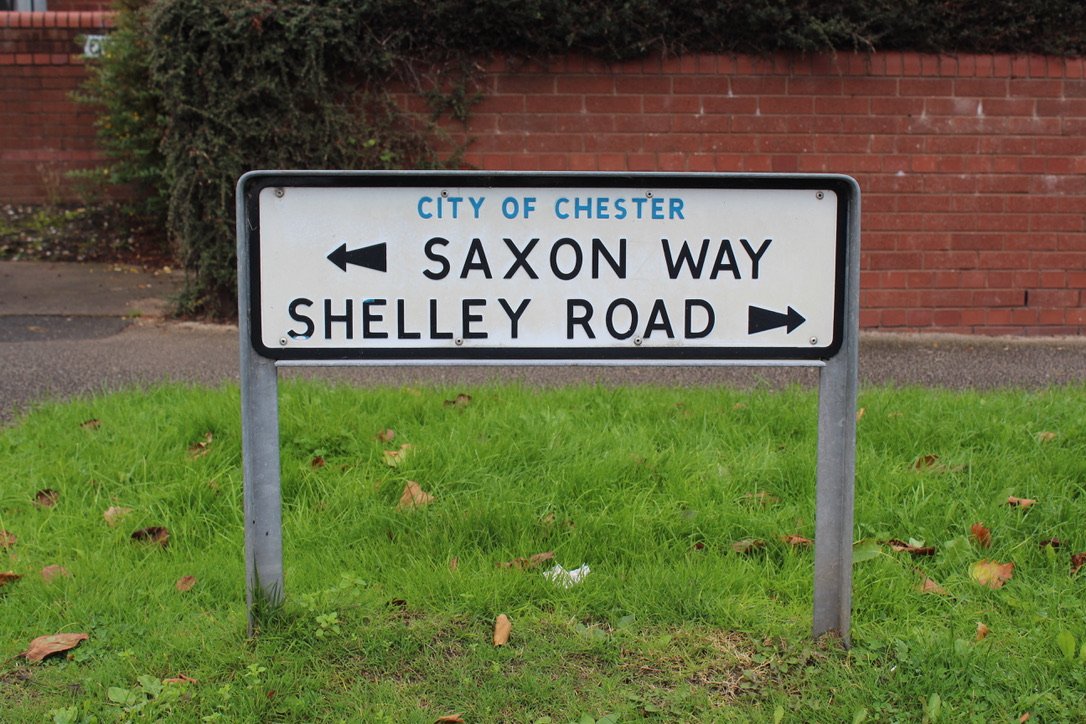 CITY OF CHESTER
SAXON WAY
SHELLEY ROAD